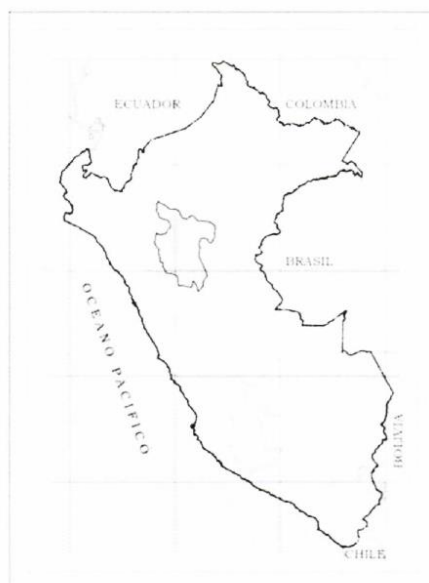 ECUADOR
COLOMBIA
BRASIL
OCEANO PACIFICO
BOLIVIA
CHILE